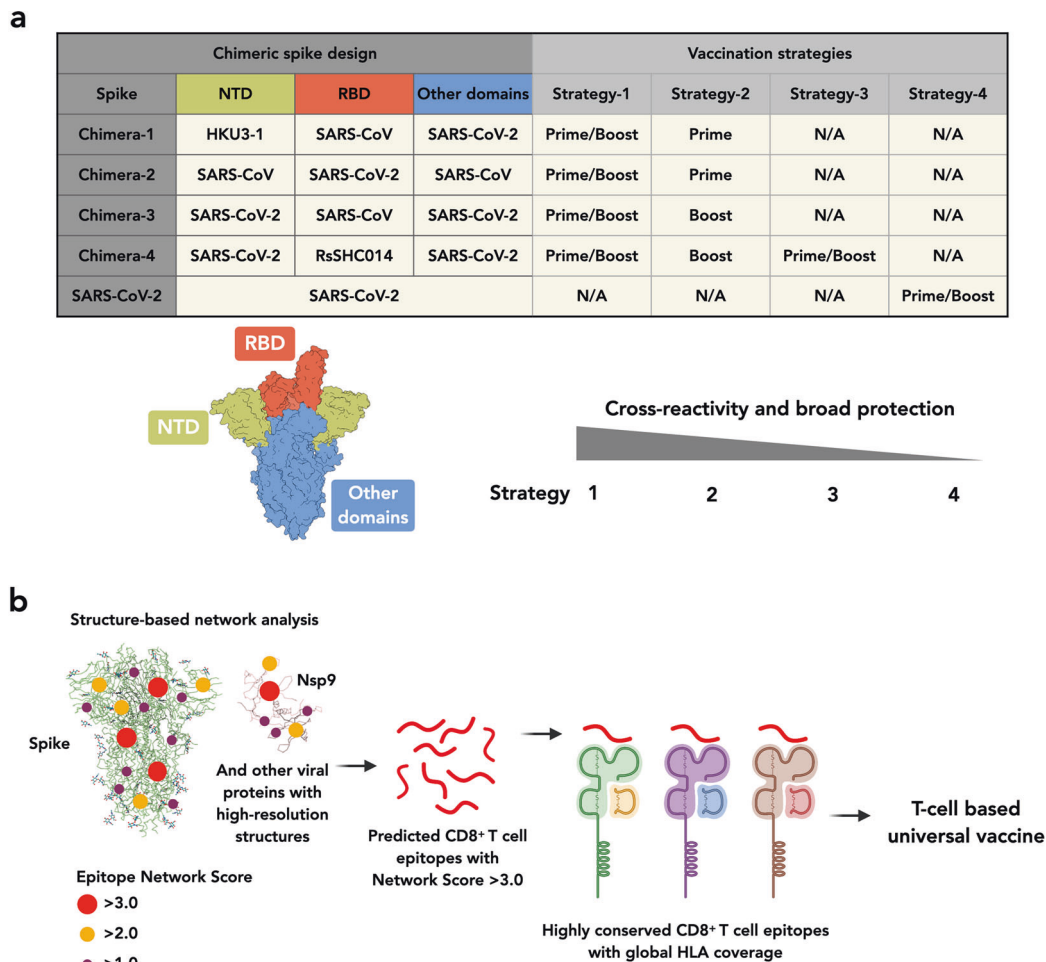 a
Chimeric spike design Vaccination strategies
Spike NTD RBD Other domains Strategy-1 Strategy-2 Strategy-3 Strategy-4
Chimera-1 HKU3-1 SARS-CoV SARS-CoV-2 Prime/Boost Prime N/A N/A
Chimera-2 SARS-CoV SARS-CoV-2 SARS-CoV Prime/Boost Prime N/A N/A
Chimera-3 SARS-CoV-2 SARS-CoV SARS-CoV-2 Prime/Boost Boost N/A N/A
Chimera-4 SARS-CoV-2 RsSHC014 SARS-CoV-2 Prime/Boost Boost Prime/Boost N/A
SARS-CoV-2 SARS-CoV-2 N/A N/A N/A Prime/Boost
RBD
NTD
Other
domains
Cross-reactivity and broad protection
Strategy 1 2 3 4
b
Structure-based network analysis
Nsp9
Spike
And other viral
proteins with
high-resolution
structures
Predicted CD8+ T cell
epitopes with
Network Score >3.0
Highly conserved CD8+ T cell epitopes
with global HLA coverage
T-cell based
universal vaccine
Epitope Network Score
>3.0
>2.0
>1.0